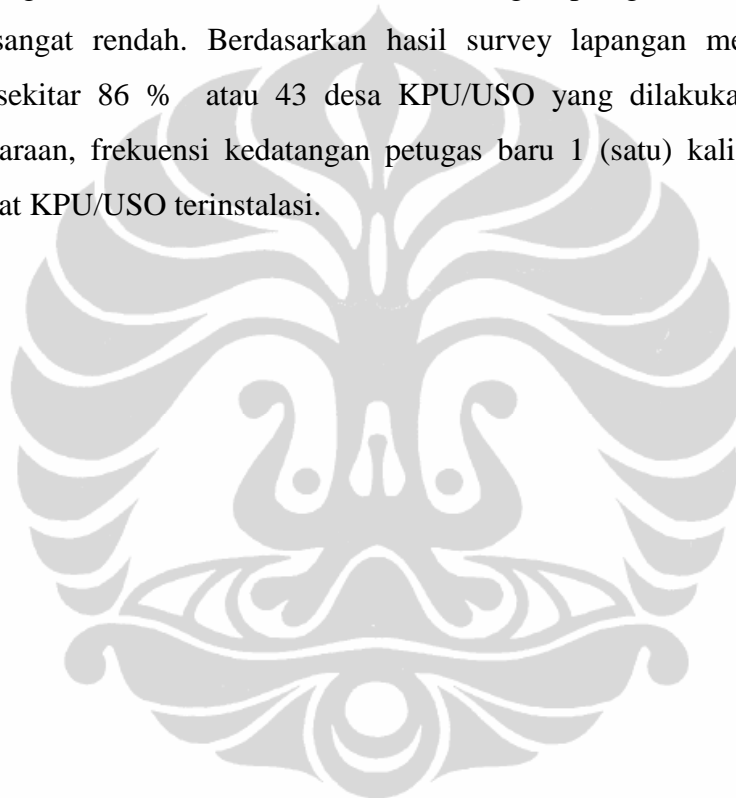 sangat rendah. Berdasarkan hasil survey lapangan me
sekitar 86 % atau 43 desa KPU/USO yang dilakuka
araan, frekuensi kedatangan petugas baru 1 (satu) kali
at KPU/USO terinstalasi.